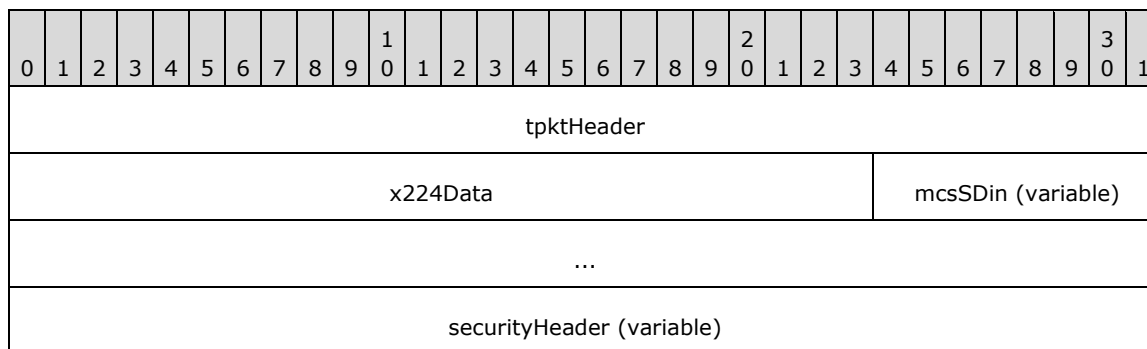 1 2 3
0 1 2 3 4 5 6 7 8 9 0 1 2 3 4 5 6 7 8 9 0 1 2 3 4 5 6 7 8 9 0 1
tpktHeader
x224Data mcsSDin (variable)
...
securityHeader (variable)